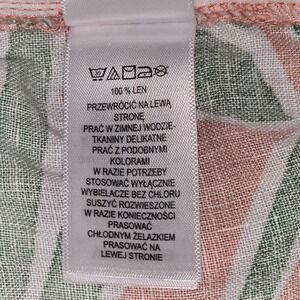 100 % LEN
PRZEWRÓCIĆ NA LEWĄ
STRONĘ
PRAĆ W ZIMNEJ WODZIE-
TKANINY DELIKATNE
PRAĆ Z PODOBNYMI
KOLORAMI
W RAZIE POTRZEBY
STOSOWAĆ WYŁĄCZNIE
WYBIELACZE BEZ CHLORU
SUSZYĆ ROZWIESZONE
W RAZIE KONIECZNOŚCI
PRASOWAĆ
CHŁODNYM ŻELAZKIEM
PRASOWAĆ NA
LEWEJ STRONIE